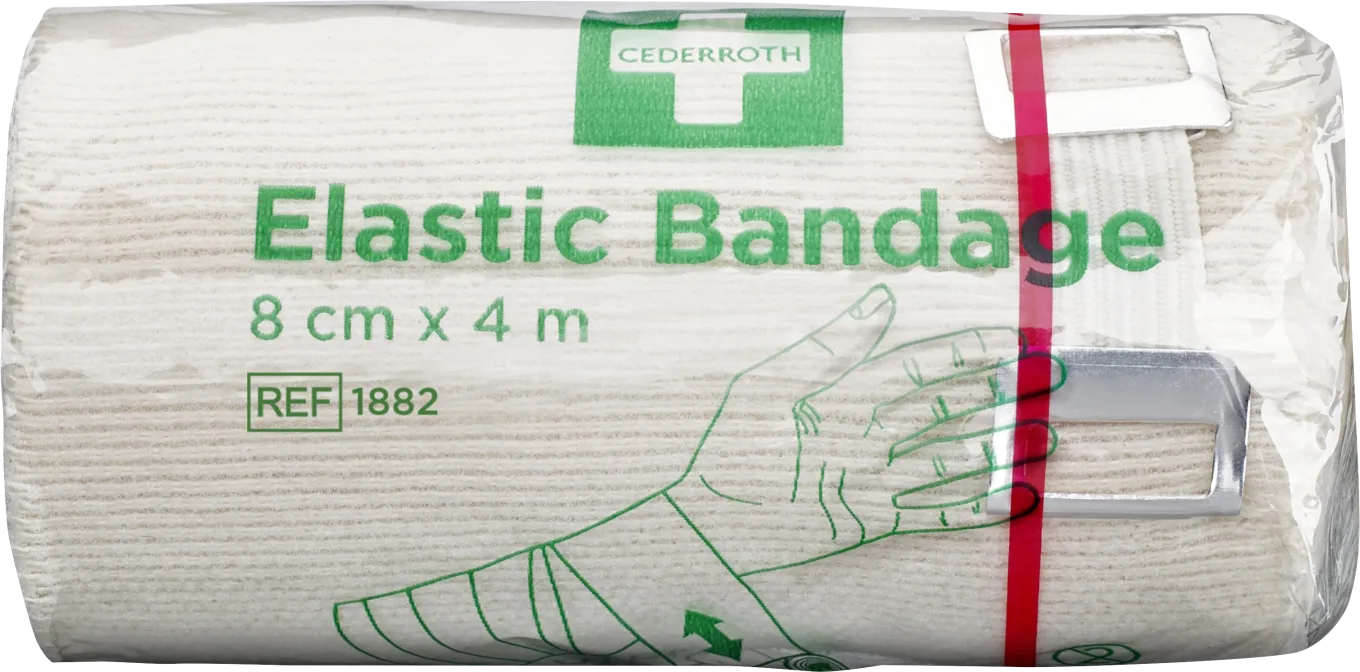 CEDERROTH
Elastic Bandage
8 cm x 4 m
REF 1882